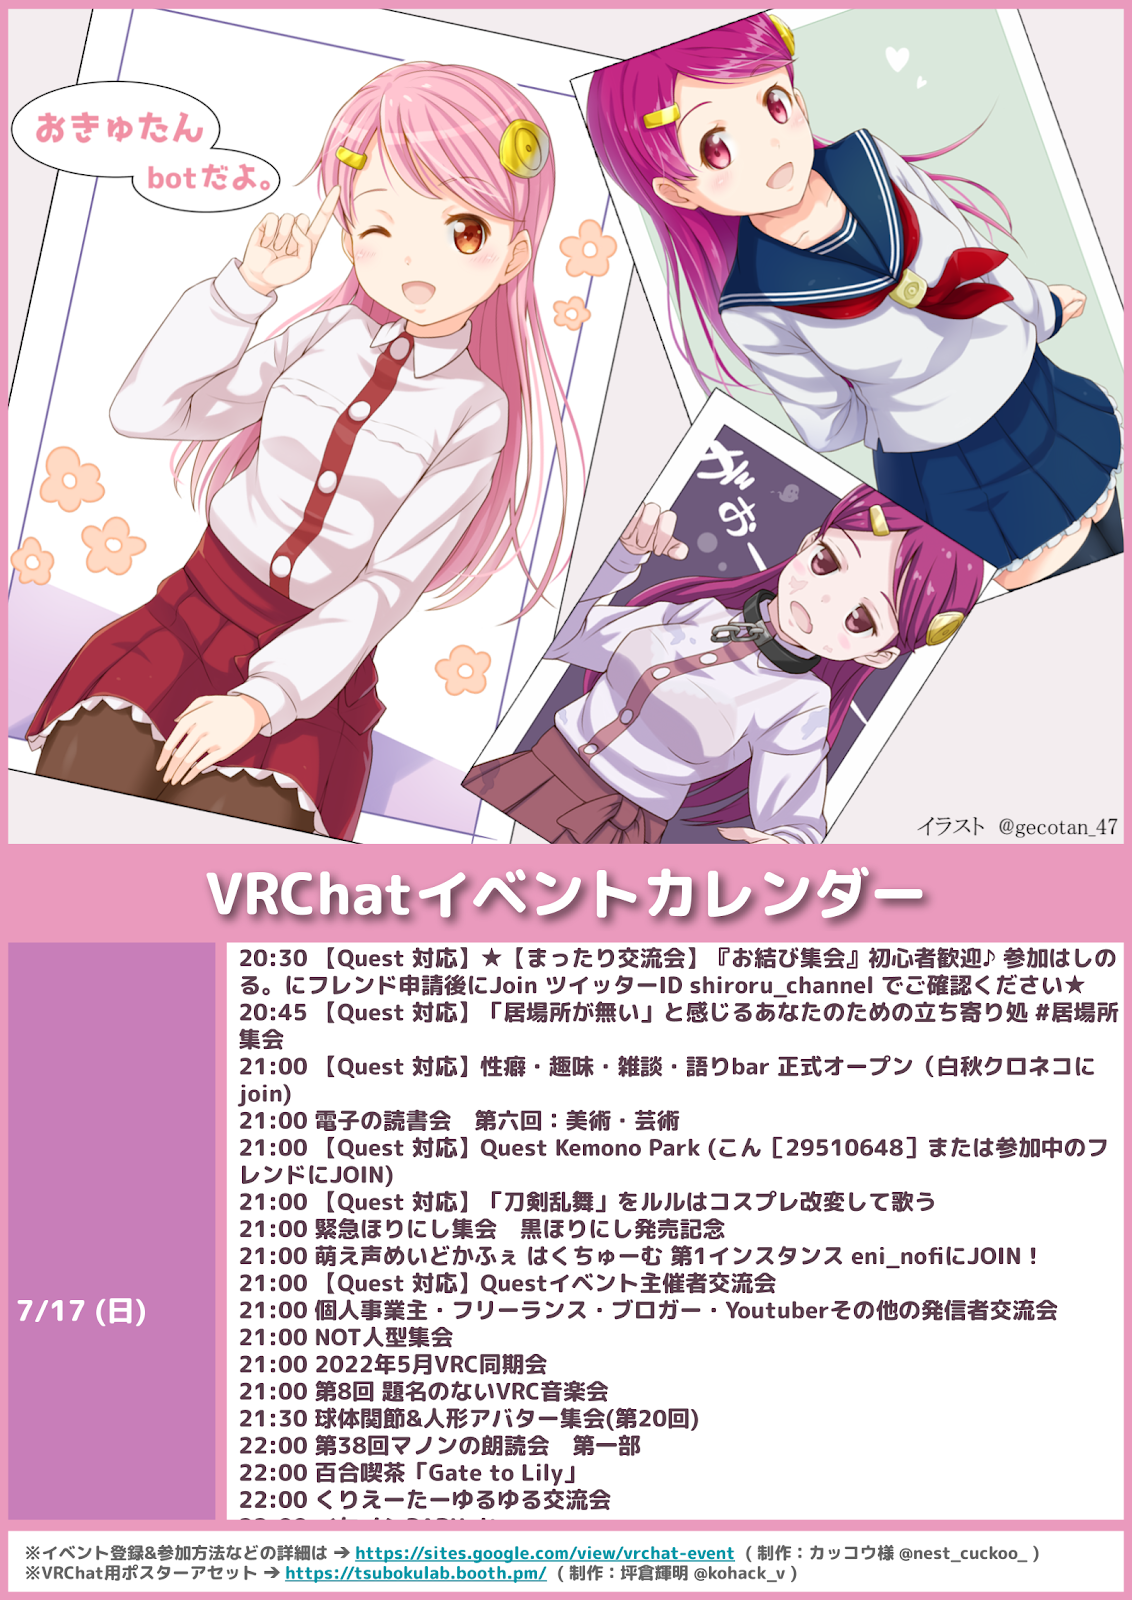 おきゅたん
botだよ。
がおー
イラスト @gecotan_47
VRChatイベントカレンダー
7/17 (日)
20:30 【Quest 対応】★【まったり交流会】『お結び集会』初心者歓迎♪ 参加はしの
る。にフレンド申請後にJoin ツイッターID shiroru_channel でご確認ください★
20:45 【Quest 対応】「居場所が無い」と感じるあなたのための立ち寄り処 #居場所
集会
21:00 【Quest 対応】性癖・趣味・雑談・語りbar 正式オープン（白秋クロネコに
join)
21:00 電子の読書会　第六回：美術・芸術
21:00 【Quest 対応】Quest Kemono Park (こん［29510648］または参加中のフ
レンドにJOIN)
21:00 【Quest 対応】「刀剣乱舞」をルルはコスプレ改変して歌う
21:00 緊急ほりにし集会　黒ほりにし発売記念
21:00 萌え声めいどかふぇ はくちゅーむ 第1インスタンス eni_nofiにJOIN！
21:00 【Quest 対応】Questイベント主催者交流会
21:00 個人事業主・フリーランス・ブロガー・Youtuberその他の発信者交流会
21:00 NOT人型集会
21:00 2022年5月VRC同期会
21:00 第8回 題名のないVRC音楽会
21:30 球体関節&人形アバター集会(第20回)
22:00 第38回マノンの朗読会　第一部
22:00 百合喫茶「Gate to Lily」
22:00 くりえーたーゆるゆる交流会
※イベント登録&参加方法などの詳細は → https://sites.google.com/view/vrchat-event ( 制作：カッコウ様 @nest_cuckoo_ )
※VRChat用ポスターアセット → https://tsubokulab.booth.pm/ ( 制作：坪倉輝明 @kohack_v )